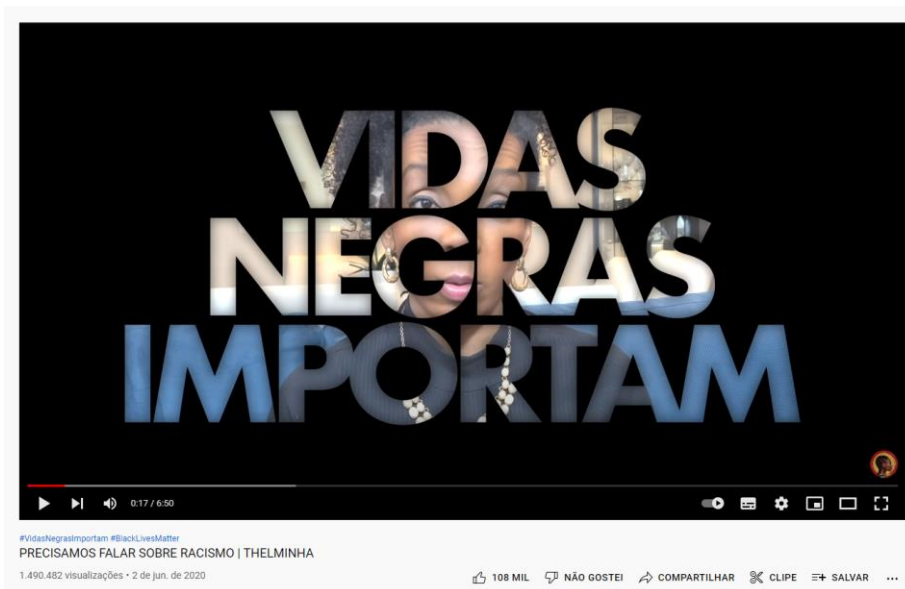 VIDAS
NEGRAS
IMPORTAM
0:17 / 6:50
#VidasNegrasImportam #BlackLivesMatter
PRECISAMOS FALAR SOBRE RACISMO | THELMINHA
1.490.482 visualizações • 2 de jun. de 2020
108 MIL NÃO GOSTEI COMPARTILHAR CLIPE SALVAR ...